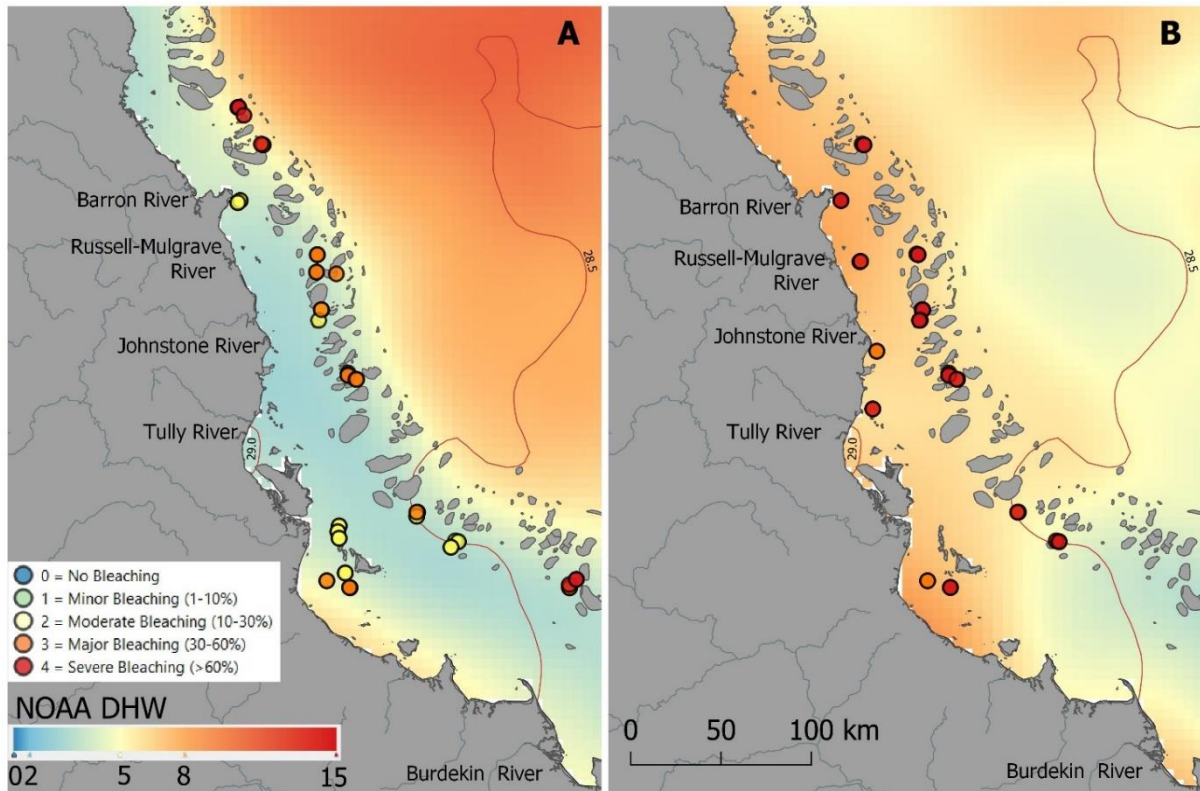 A
Barron River
Russell-Mulgrave
River
28.5
Johnstone River
Tully River
29.0
0 = No Bleaching
1 = Minor Bleaching (1-10%)
2 = Moderate Bleaching (10-30%)
3 = Major Bleaching (30-60%)
4 = Severe Bleaching (>60%)
NOAA DHW
02 5 8 15
Burdekin River
B
Barron River
Russell-Mulgrave
River
28.5
Johnstone River
Tully River
29.0
0 50 100 km
Burdekin River